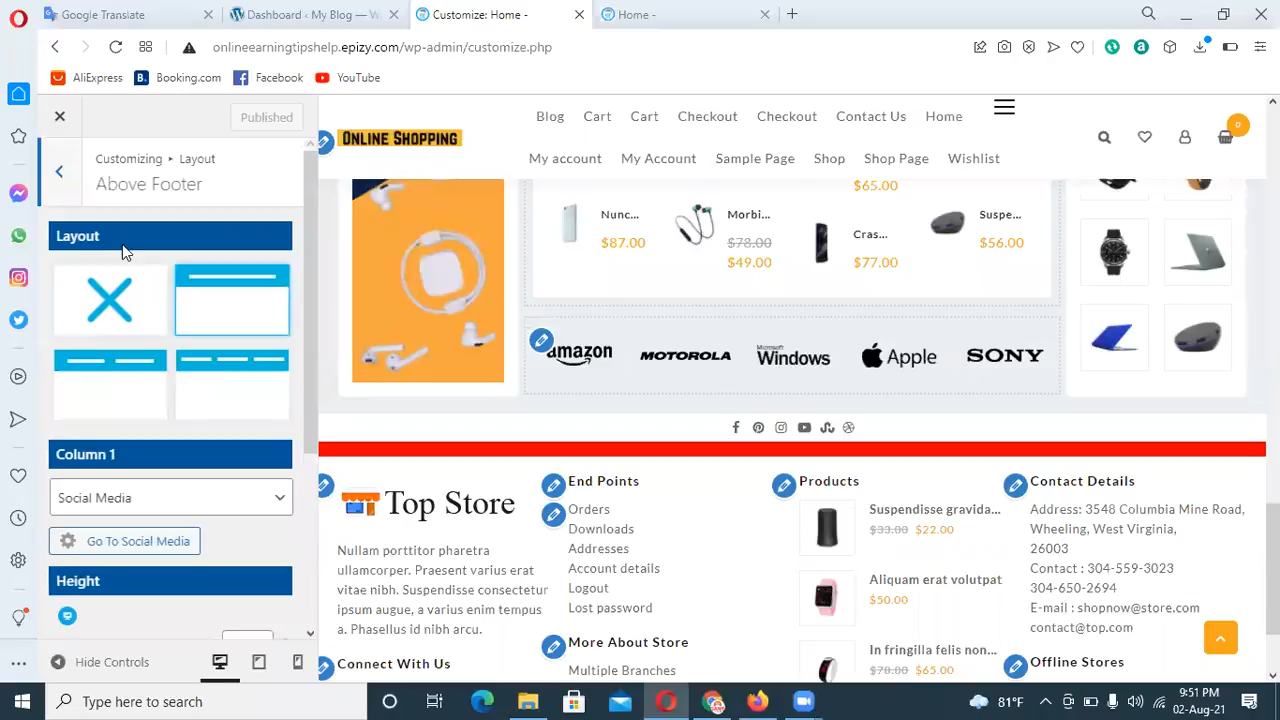 Google Translate
Dashboard ‹ My Blog — W
Customize: Home -
Home -
onlineearningtipshelp.epizy.com/wp-admin/customize.php
AliExpress
Booking.com
Facebook
YouTube
Published
Customizing ▸ Layout
Above Footer
Layout
Column 1
Social Media
Go To Social Media
Height
Hide Controls
ONLINE SHOPPING
Blog
Cart
Cart
Checkout
Checkout
Contact Us
Home
My account
My Account
Sample Page
Shop
Shop Page
Wishlist
0
$65.00
Nunc...
$87.00
Morbi...
$78.00
$49.00
Cras...
$77.00
Suspe...
$56.00
amazon
MOTOROLA
Microsoft
Windows
Apple
SONY
Top Store
Nullam porttitor pharetra
ullamcorper. Praesent varius erat
vitae nibh. Suspendisse consectetur
ipsum augue, a varius enim tempus
a. Phasellus id nibh arcu.
Connect With Us
End Points
Orders
Downloads
Addresses
Account details
Logout
Lost password
More About Store
Multiple Branches
Products
Suspendisse gravida...
$33.00 $22.00
Aliquam erat volutpat
$50.00
In fringilla felis non...
$78.00 $65.00
Contact Details
Address: 3548 Columbia Mine Road,
Wheeling, West Virginia,
26003
Contact : 304-559-3023
304-650-2694
E-mail : shopnow@store.com
contact@top.com
Offline Stores
Type here to search
81°F
9:51 PM
02-Aug-21